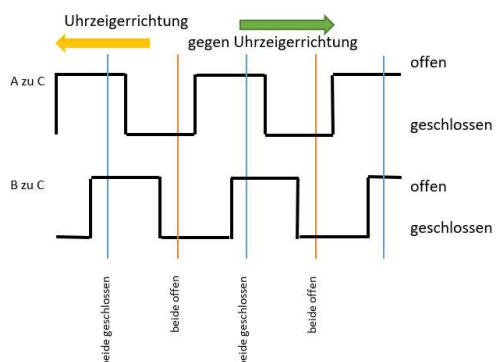 Uhrzeigerrichtung
gegen Uhrzeigerrichtung
A zu C
offen
geschlossen
B zu C
offen
geschlossen
beide geschlossen
beide offen
beide geschlossen
beide offen